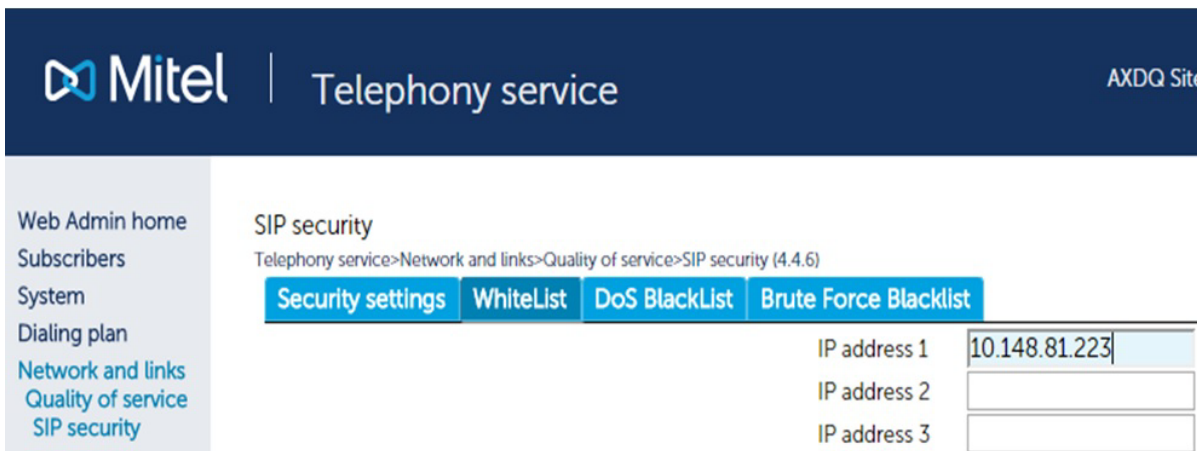 Mitel | Telephony service
AXDQ Site
Web Admin home
Subscribers
System
Dialing plan
Network and links
Quality of service
SIP security
SIP security
Telephony service>Network and links>Quality of service>SIP security (4.4.6)
Security settings WhiteList DoS BlackList Brute Force Blacklist
IP address 1 10.148.81.223
IP address 2
IP address 3